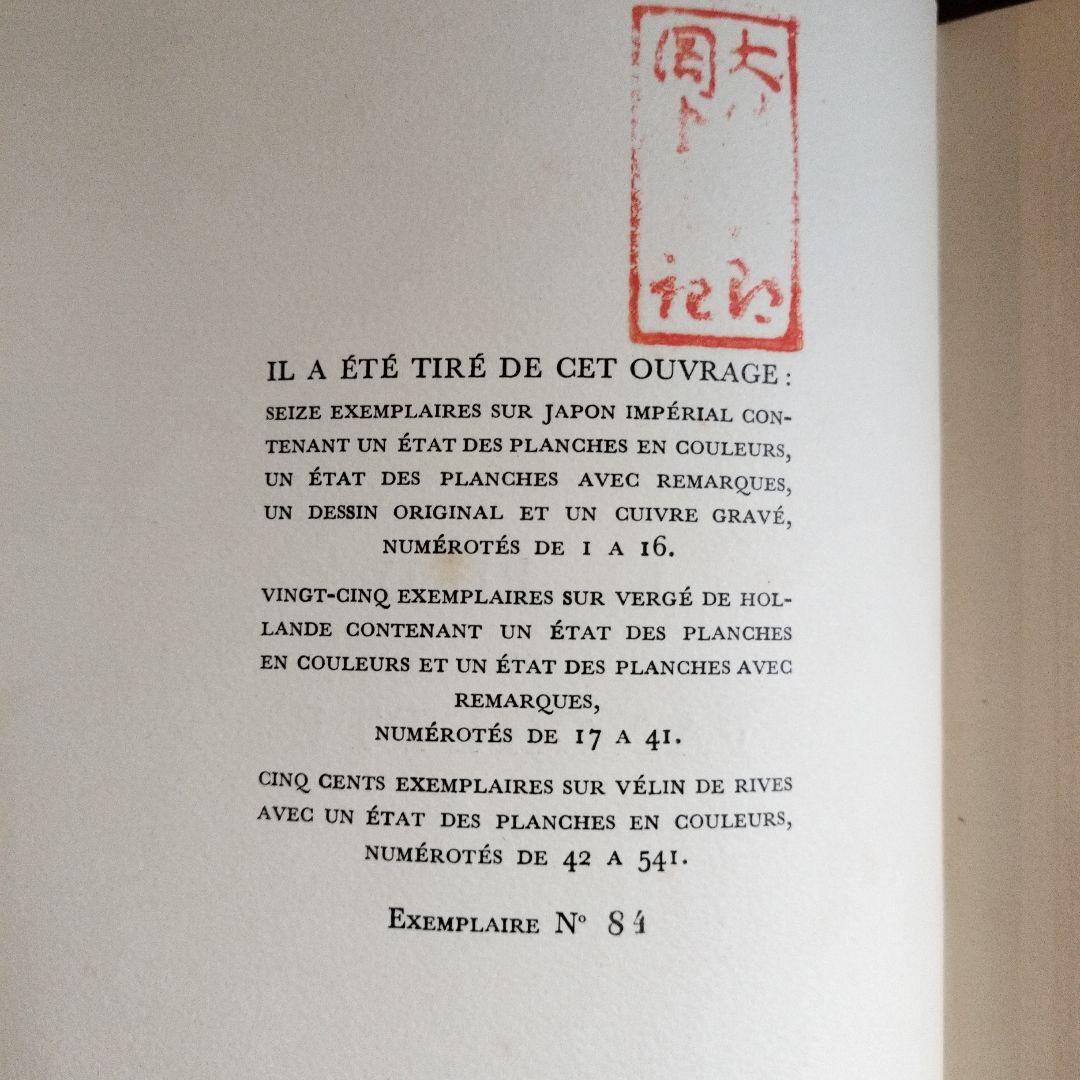 IL A ÉTÉ TIRÉ DE CET OUVRAGE :
SEIZE EXEMPLAIRES SUR JAPON IMPÉRIAL CON-
TENANT UN ÉTAT DES PLANCHES EN COULEURS,
UN ÉTAT DES PLANCHES AVEC REMARQUES,
UN DESSIN ORIGINAL ET UN CUIVRE GRAVÉ,
NUMÉROTÉS DE 1 A 16.
VINGT-CINQ EXEMPLAIRES SUR VERGÉ DE HOL-
LANDE CONTENANT UN ÉTAT DES PLANCHES
EN COULEURS ET UN ÉTAT DES PLANCHES AVEC
REMARQUES,
NUMÉROTÉS DE 17 A 41.
CINQ CENTS EXEMPLAIRES SUR VÉLIN DE RIVES
AVEC UN ÉTAT DES PLANCHES EN COULEURS,
NUMÉROTÉS DE 42 A 541.
EXEMPLAIRE Nº 84